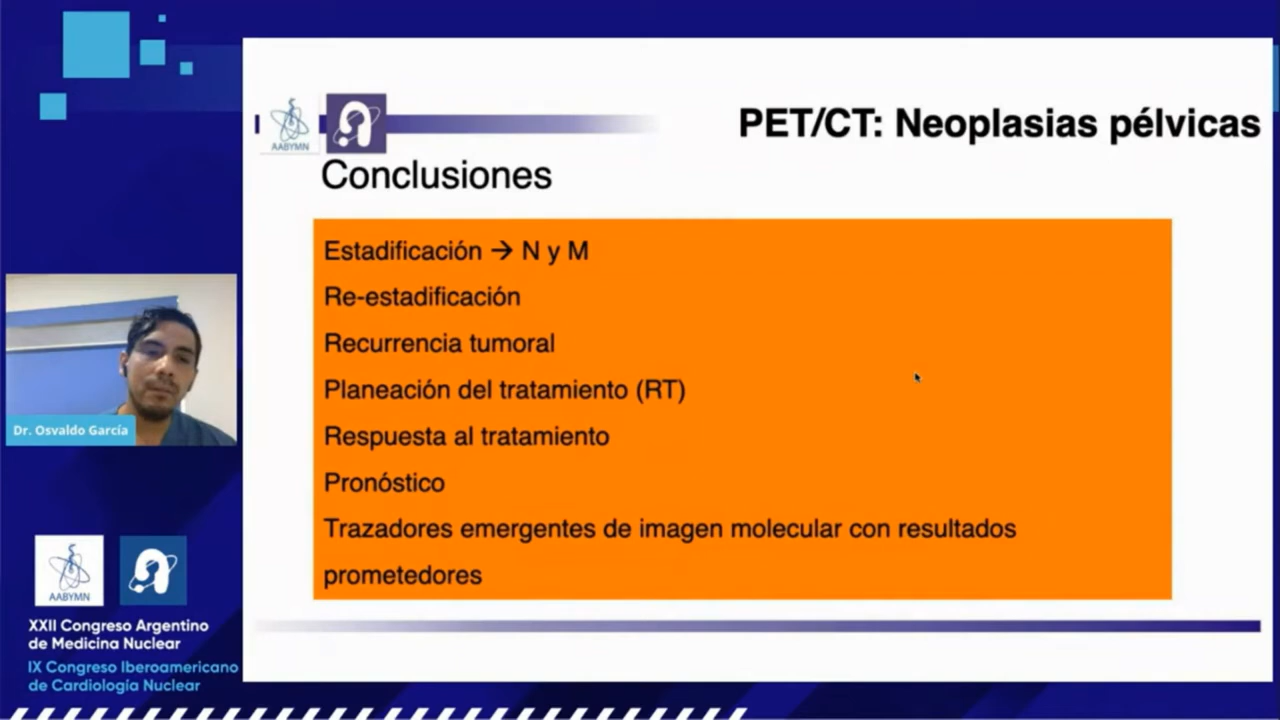 AABYMN
PET/CT: Neoplasias pélvicas
Conclusiones
Estadificación → N y M
Re-estadificación
Recurrencia tumoral
Planeación del tratamiento (RT)
Respuesta al tratamiento
Pronóstico
Trazadores emergentes de imagen molecular con resultados
prometedores
Dr. Osvaldo García
AABYMN
XXII Congreso Argentino
de Medicina Nuclear
IX Congreso Iberoamericano
de Cardiología Nuclear